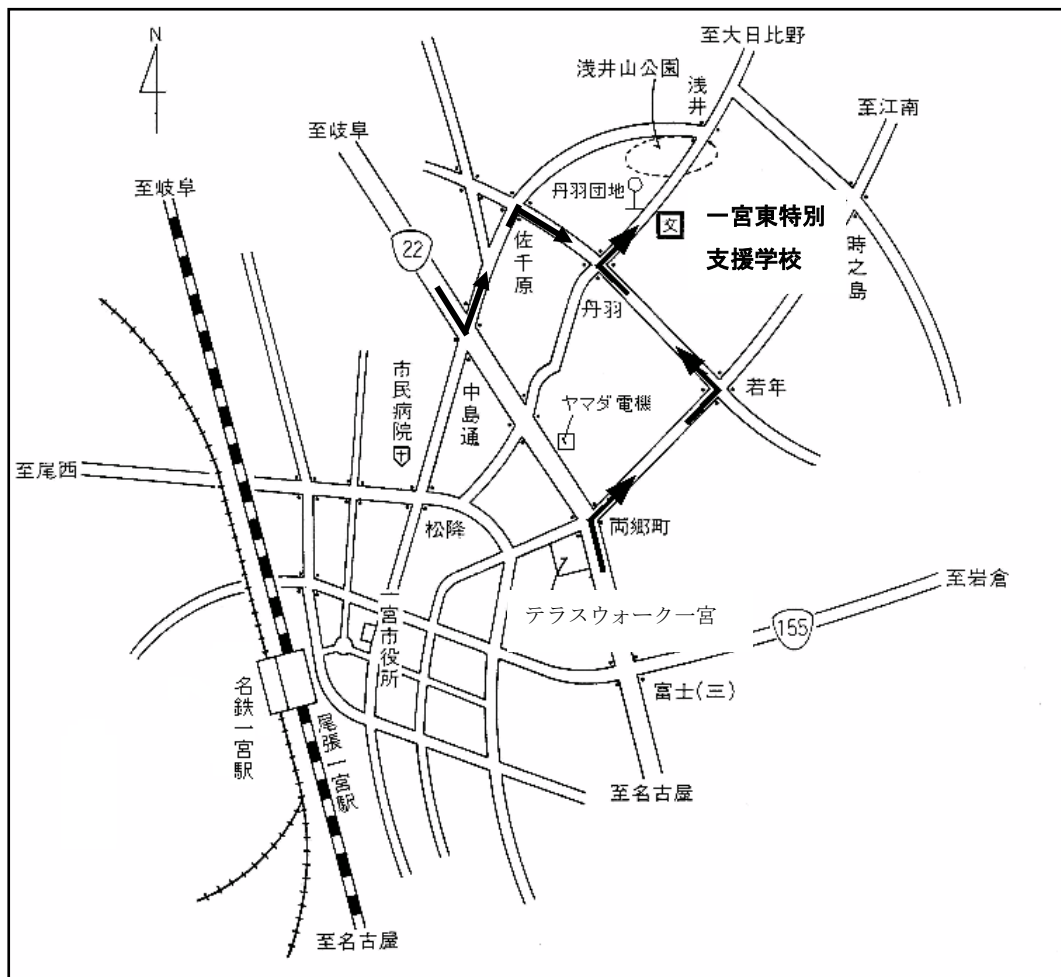 N
至大日比野
浅井山公園
浅井
至江南
至岐阜
至岐阜
丹羽団地
文
一宮東特別
支援学校
22
佐千原
時之島
丹羽
市民病院
中島通
ヤマダ電機
若年
至尾西
松降
両郷町
至岩倉
テラスウォーク一宮
155
一宮市役所
富士(三)
名鉄一宮駅
尾張一宮駅
至名古屋
至名古屋